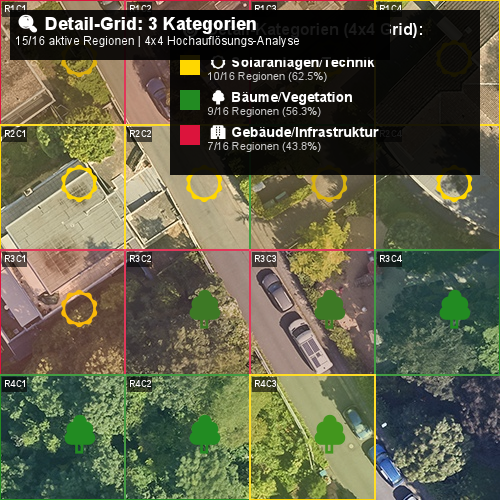 R1C1
R1C2
R1C3
R1C4
Detail-Grid: 3 Kategorien
Grid):
15/16 aktive Regionen | 4x4 Hochauflösungs-Analyse
Solaranlagen/Technik
10/16 Regionen (62.5%)
Bäume/Vegetation
9/16 Regionen (56.3%)
Gebäude/Infrastruktur
7/16 Regionen (43.8%)
R2C1
R2C2
R3C1
R3C2
R3C3
R3C4
R4C1
R4C2
R4C3